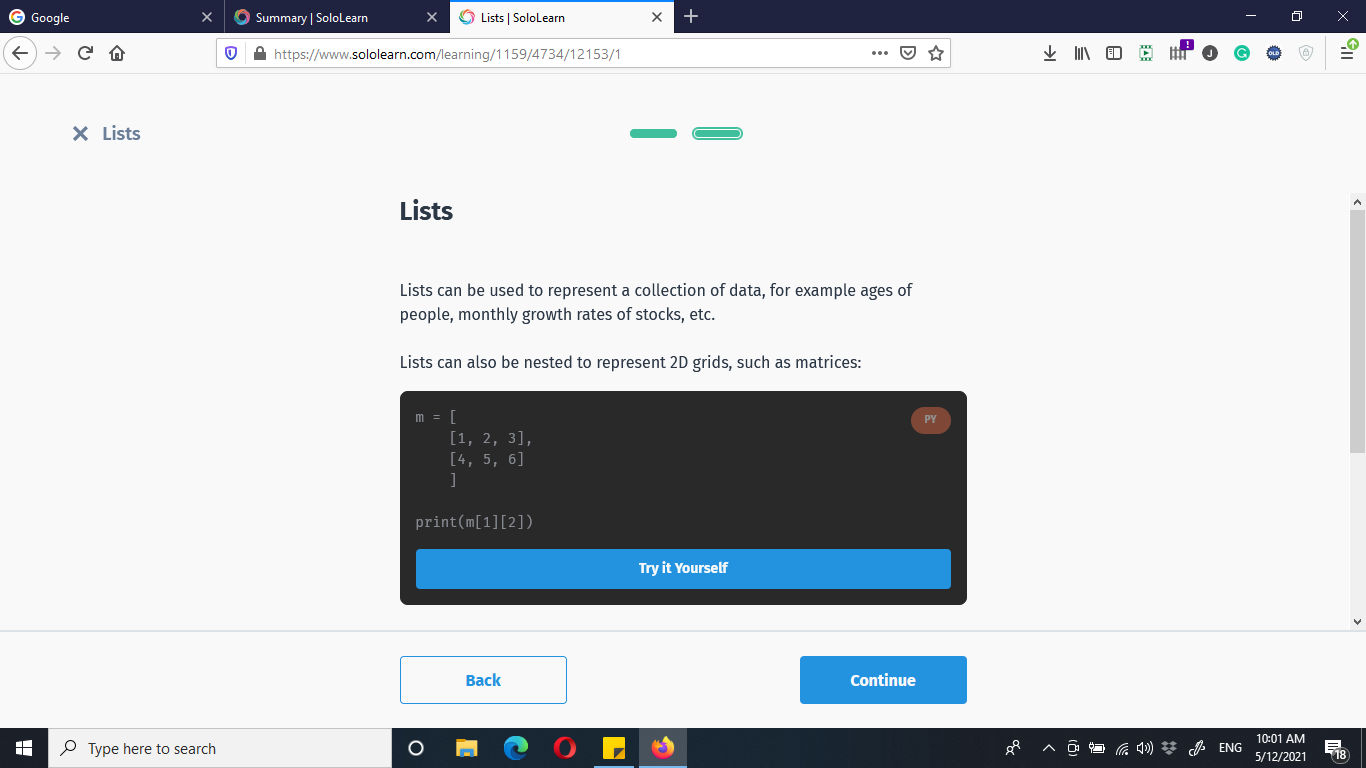 Google
Summary | SoloLearn
Lists | SoloLearn
https://www.sololearn.com/learning/1159/4734/12153/1
!
J
OLD
Lists
Lists
Lists can be used to represent a collection of data, for example ages of
people, monthly growth rates of stocks, etc.
Lists can also be nested to represent 2D grids, such as matrices:
PY
m = [
    [1, 2, 3],
    [4, 5, 6]
    ]
print(m[1][2])
Try it Yourself
Back
Continue
Type here to search
ENG
10:01 AM
5/12/2021
18